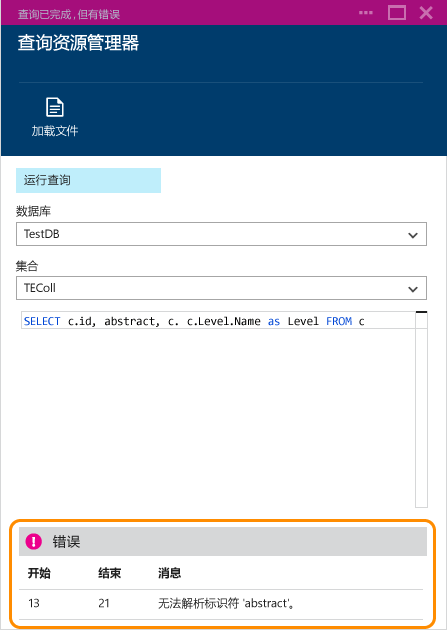 查询已完成,但有错误
查询资源管理器
加载文件
运行查询
数据库
TestDB
集合
TEColl
SELECT c.id, abstract, c. c.Level.Name as Level FROM c
错误
开始 结束 消息
13 21 无法解析标识符 'abstract'。